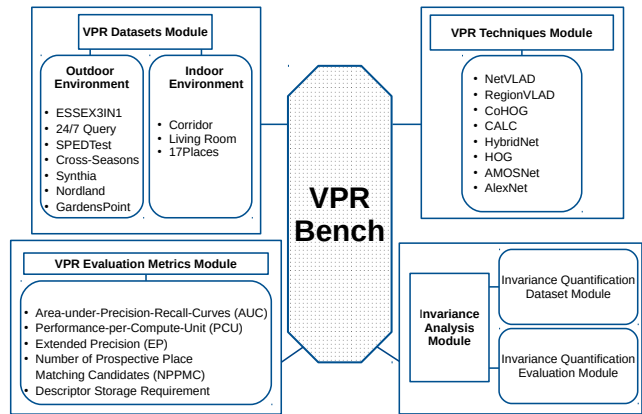 VPR Datasets Module
Outdoor
Environment
• ESSEX3IN1
• 24/7 Query
• SPEDTest
• Cross-Seasons
• Synthia
• Nordland
• GardensPoint
Indoor
Environment
• Corridor
• Living Room
• 17Places
VPR Techniques Module
• NetVLAD
• RegionVLAD
• CoHOG
• CALC
• HybridNet
• HOG
• AMOSNet
• AlexNet
VPR
Bench
VPR Evaluation Metrics Module
• Area-under-Precision-Recall-Curves (AUC)
• Performance-per-Compute-Unit (PCU)
• Extended Precision (EP)
• Number of Prospective Place
Matching Candidates (NPPMC)
• Descriptor Storage Requirement
Invariance
Analysis
Module
Invariance Quantification
Dataset Module
Invariance Quantification
Evaluation Module